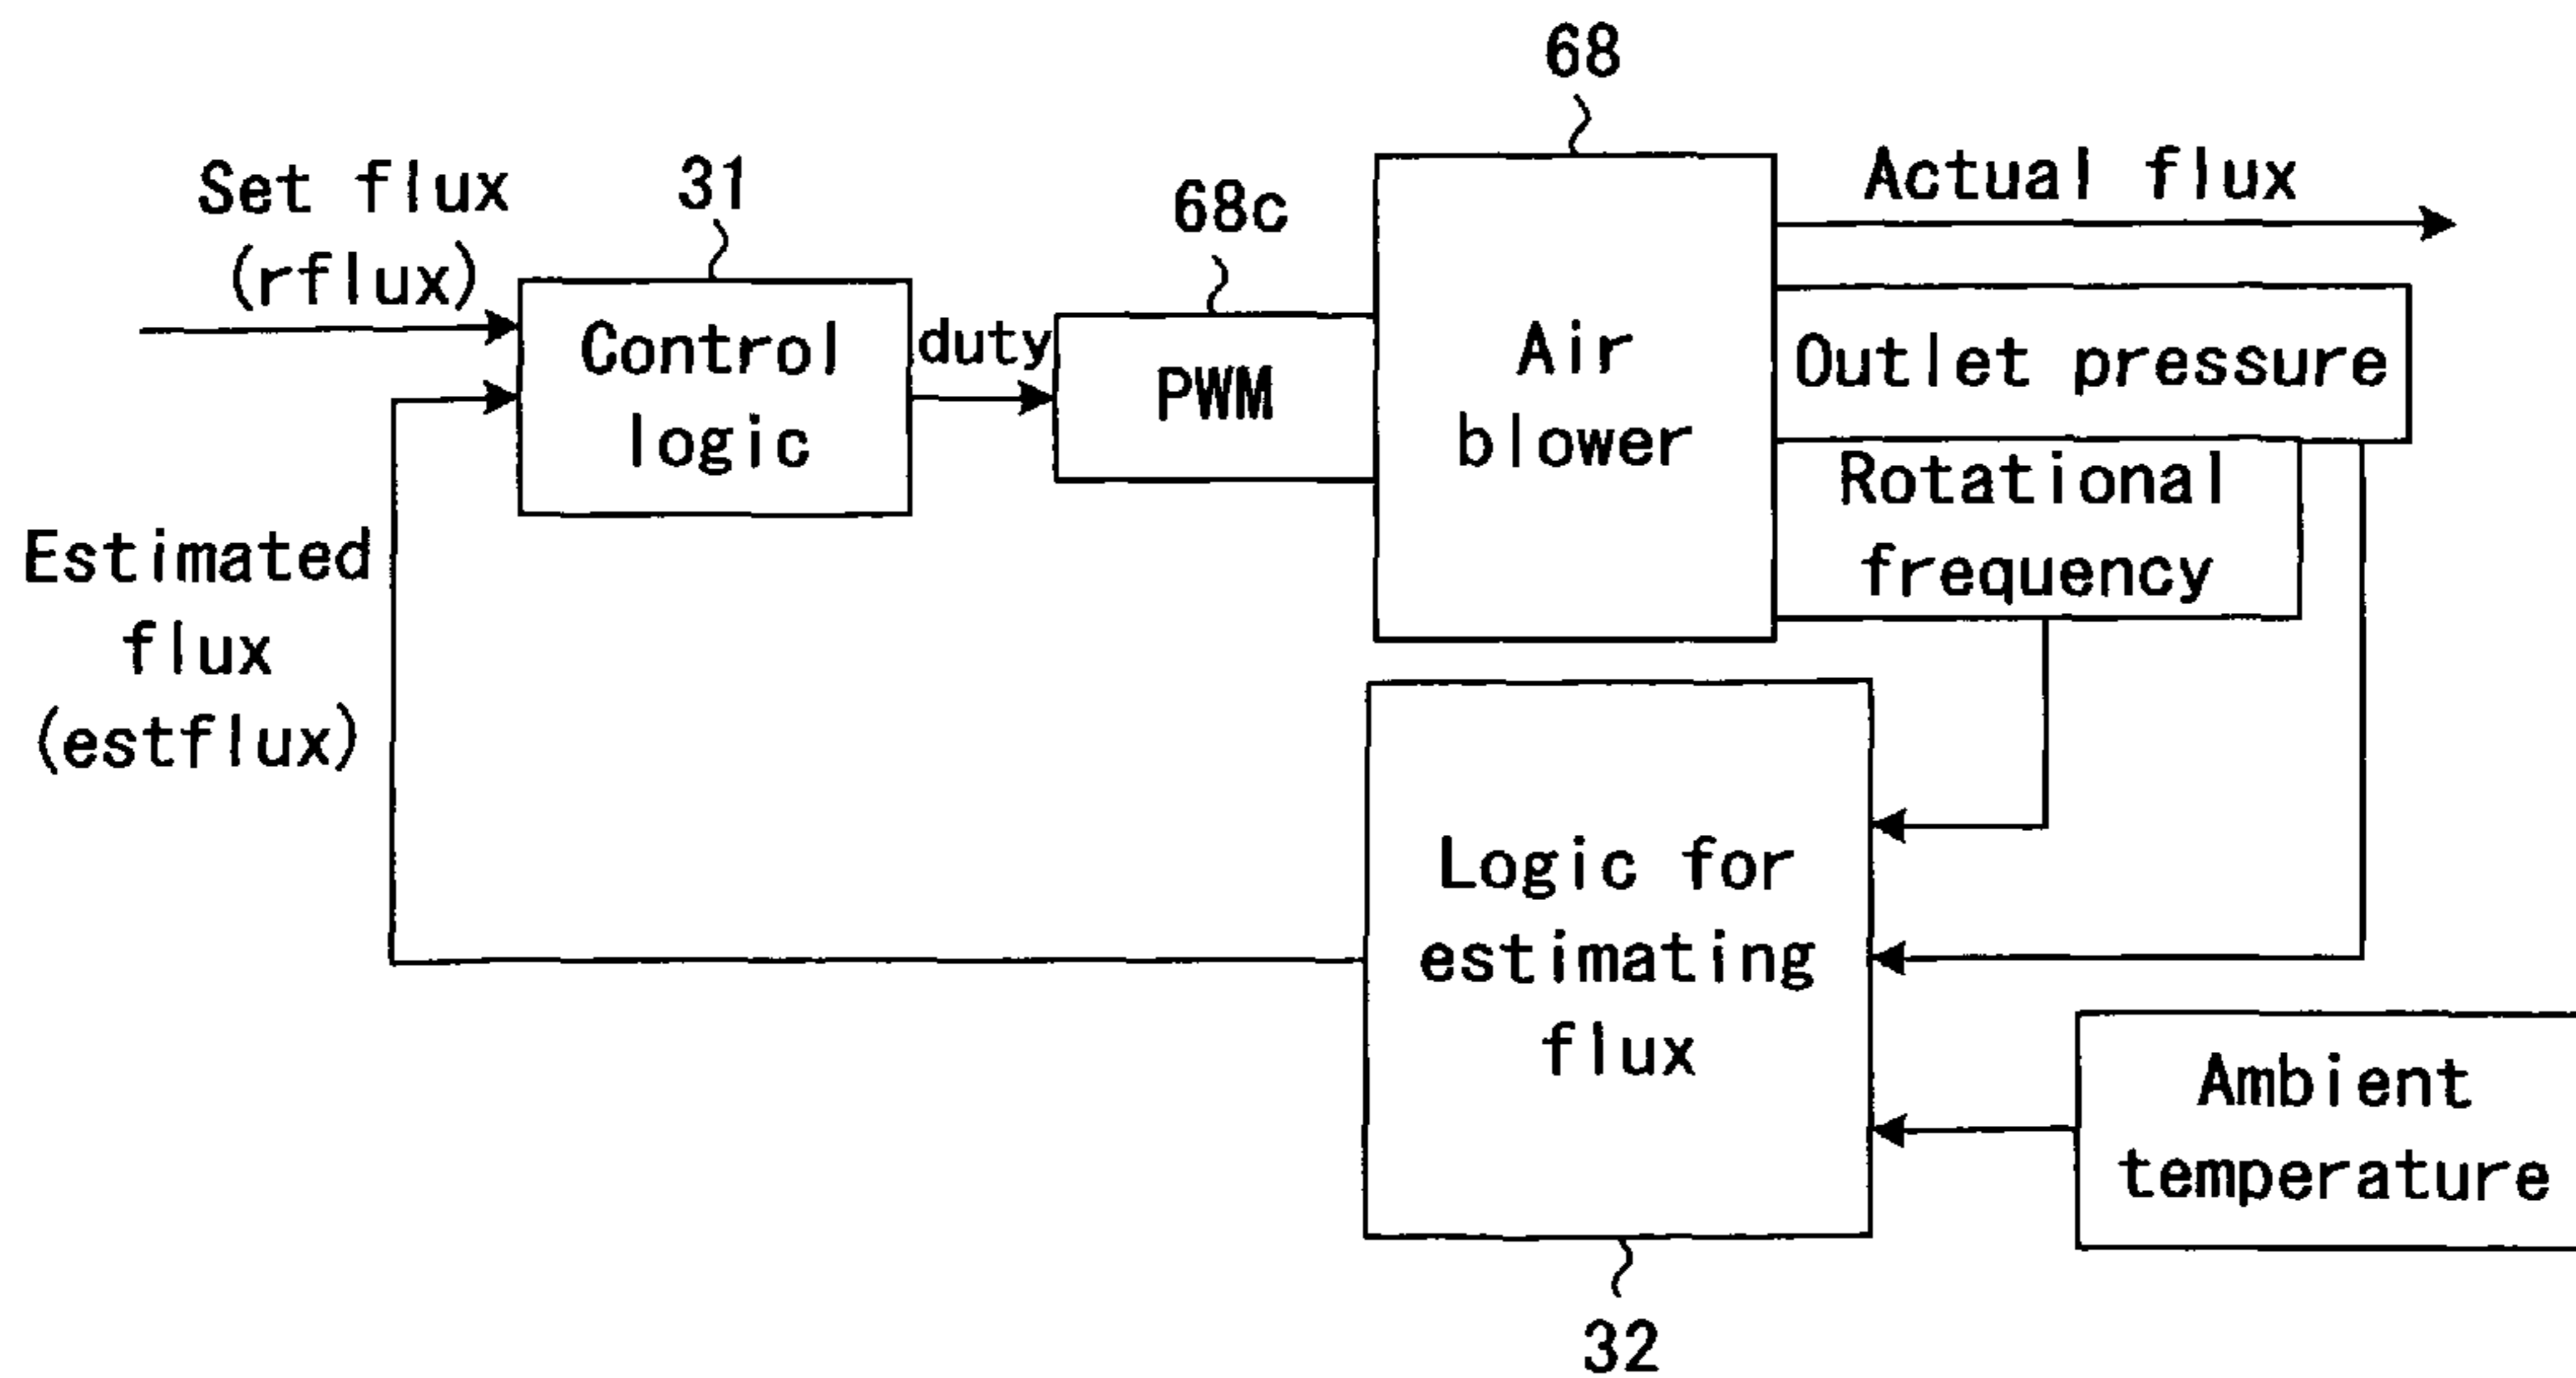 68
Set flux
(rflux)
31
68c
Actual flux
Control
logic
duty
PWM
Air
blower
Outlet pressure
Rotational
frequency
Estimated
flux
(estflux)
Logic for
estimating
flux
Ambient
temperature
32